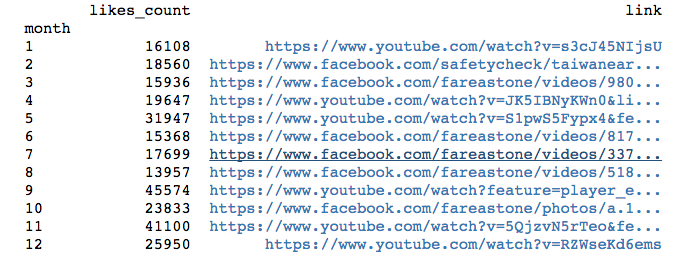 likes_count link
month
1 16108 https://www.youtube.com/watch?v=s3cJ45NIjsU
2 18560 https://www.facebook.com/safetycheck/taiwanear...
3 15936 https://www.facebook.com/fareastone/videos/980...
4 19647 https://www.youtube.com/watch?v=JK5IBNyKWn0&li...
5 31947 https://www.youtube.com/watch?v=S1pwS5Fypx4&fe...
6 15368 https://www.facebook.com/fareastone/videos/817...
7 17699 https://www.facebook.com/fareastone/videos/337...
8 13957 https://www.facebook.com/fareastone/videos/518...
9 45574 https://www.youtube.com/watch?feature=player_e...
10 23833 https://www.facebook.com/fareastone/photos/a.1...
11 41100 https://www.youtube.com/watch?v=5QjzvN5rTeo&fe...
12 25950 https://www.youtube.com/watch?v=RZWseKd6ems